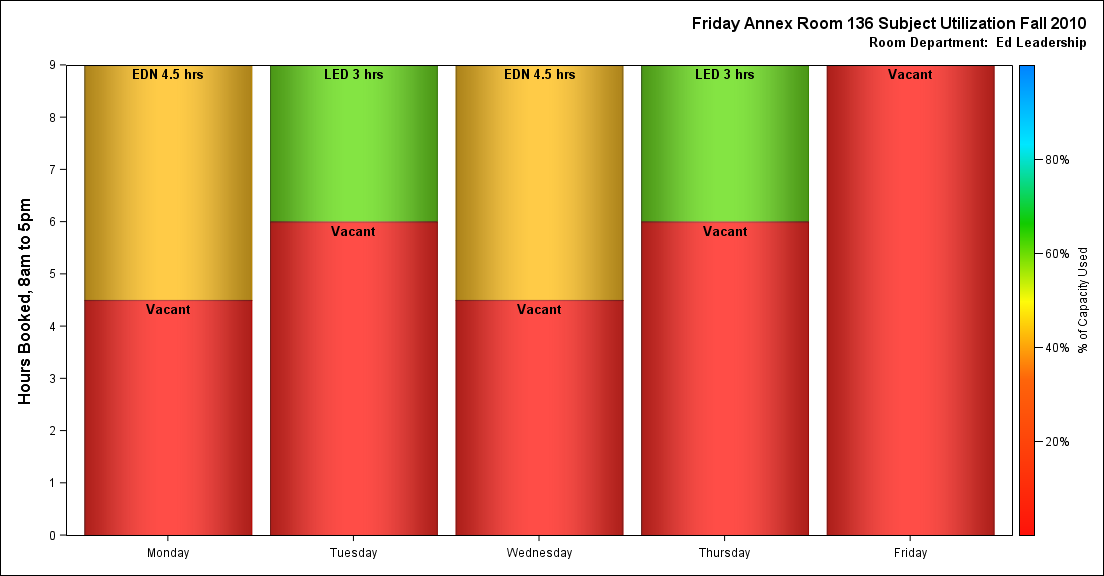 Friday Annex Room 136 Subject Utilization Fall 2010
Room Department:  Ed Leadership
Hours Booked, 8am to 5pm
9
8
7
6
5
4
3
2
1
0
EDN 4.5 hrs
Vacant
LED 3 hrs
Vacant
EDN 4.5 hrs
Vacant
LED 3 hrs
Vacant
Vacant
Monday
Tuesday
Wednesday
Thursday
Friday
80%
60%
40%
20%
% of Capacity Used